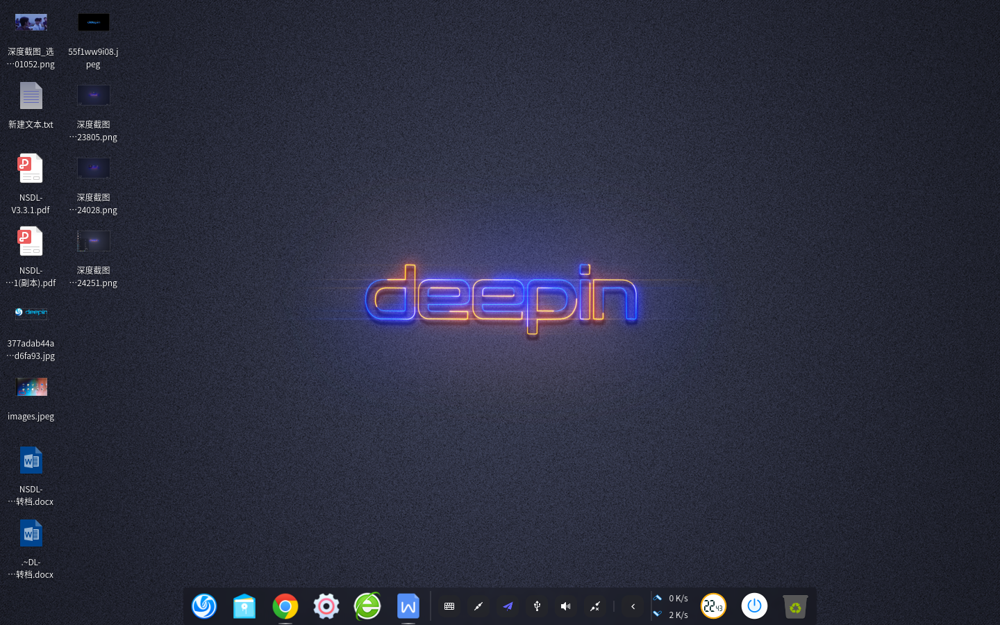 深度截图_选
…01052.png
新建文本.txt
NSDL-
V3.3.1.pdf
NSDL-
…1(副本).pdf
deepin
377adab44a
…d6fa93.jpg
images.jpeg
NSDL-
…转档.docx
.~DL-
…转档.docx
55f1ww9i08.j
peg
深度截图
…23805.png
深度截图
…24028.png
深度截图
…24251.png
deepin
0 K/s
2 K/s
22 43